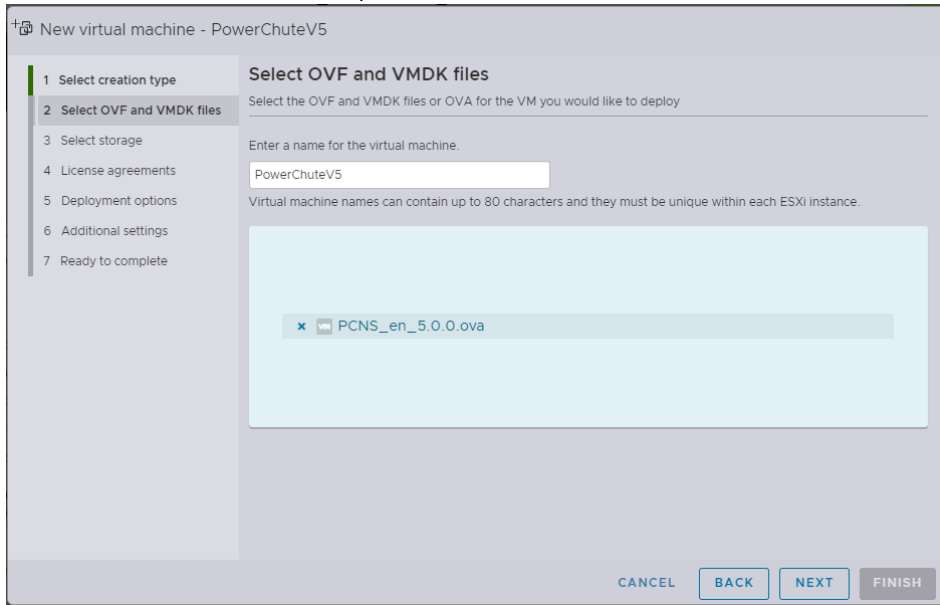 New virtual machine - PowerChuteV5
1 Select creation type
2 Select OVF and VMDK files
3 Select storage
4 License agreements
5 Deployment options
6 Additional settings
7 Ready to complete
Select OVF and VMDK files
Select the OVF and VMDK files or OVA for the VM you would like to deploy
Enter a name for the virtual machine.
PowerChuteV5
Virtual machine names can contain up to 80 characters and they must be unique within each ESXi instance.
× vm PCNS_en_5.0.0.ova
CANCEL BACK NEXT FINISH